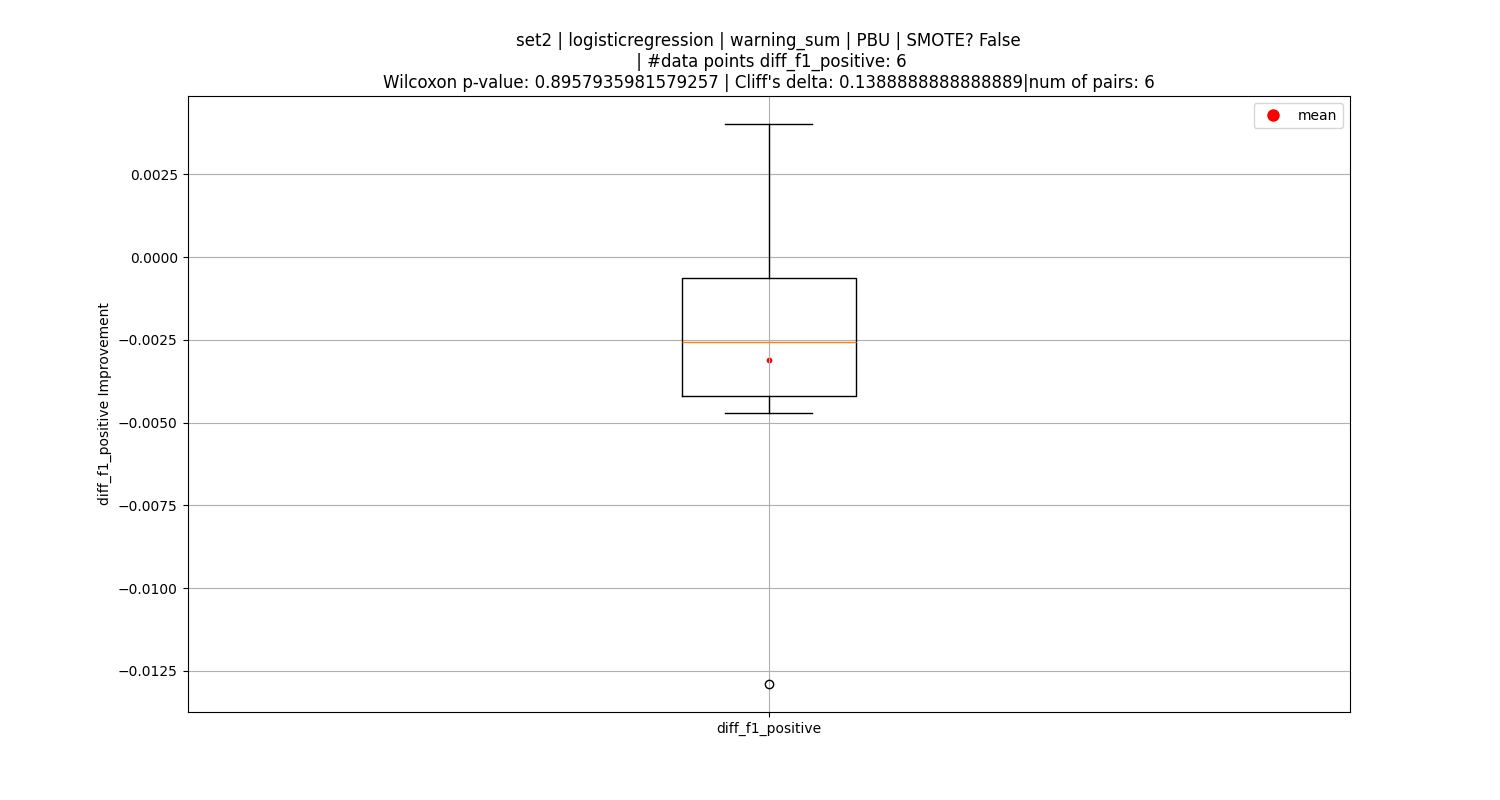 set2 | logisticregression | warning_sum | PBU | SMOTE? False
| #data points diff_f1_positive: 6
Wilcoxon p-value: 0.8957935981579257 | Cliff's delta: 0.1388888888888889|num of pairs: 6
mean
0.0025
0.0000
−0.0025
−0.0050
−0.0075
−0.0100
−0.0125
diff_f1_positive Improvement
diff_f1_positive